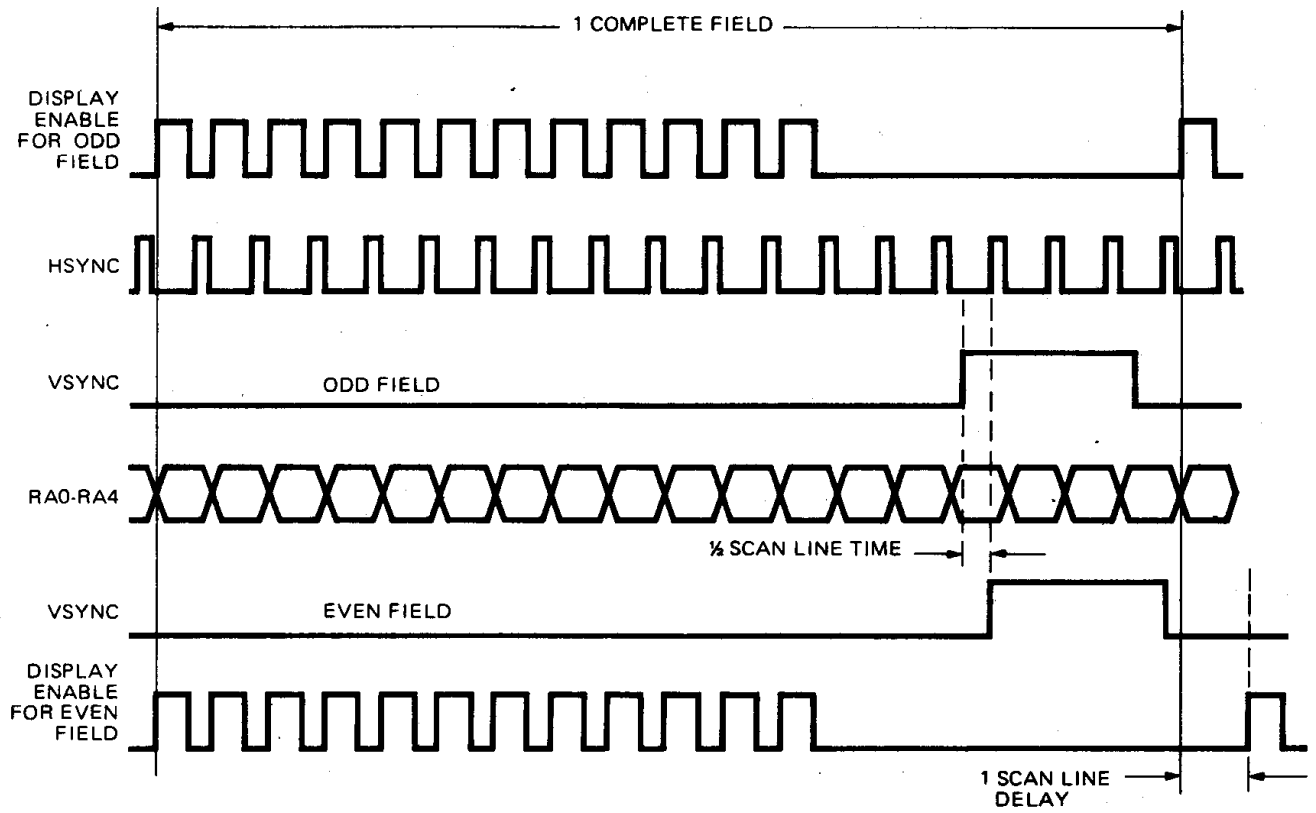 1 COMPLETE FIELD
DISPLAY
ENABLE
FOR ODD
FIELD
HSYNC
VSYNC
ODD FIELD
RA0-RA4
½ SCAN LINE TIME
VSYNC
EVEN FIELD
DISPLAY
ENABLE
FOR EVEN
FIELD
1 SCAN LINE
DELAY